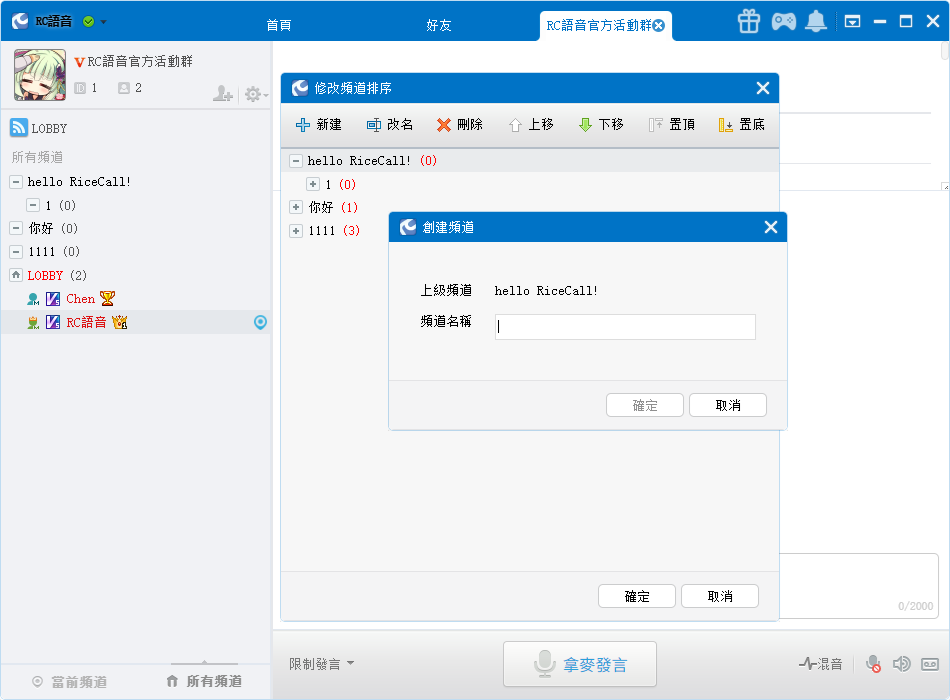 RC語音
首頁
好友
RC語音官方活動群
RC語音官方活動群
1 2
LOBBY
所有頻道
hello RiceCall!
1 (0)
你好 (0)
1111 (0)
LOBBY (2)
Chen
RC語音
當前頻道
所有頻道
修改頻道排序
新建 改名 刪除 上移 下移 置頂 置底
hello RiceCall! (0)
1 (0)
你好 (1)
1111 (3)
創建頻道
上級頻道 hello RiceCall!
頻道名稱
確定 取消
確定 取消
0/2000
限制發言
拿麥發言
混音